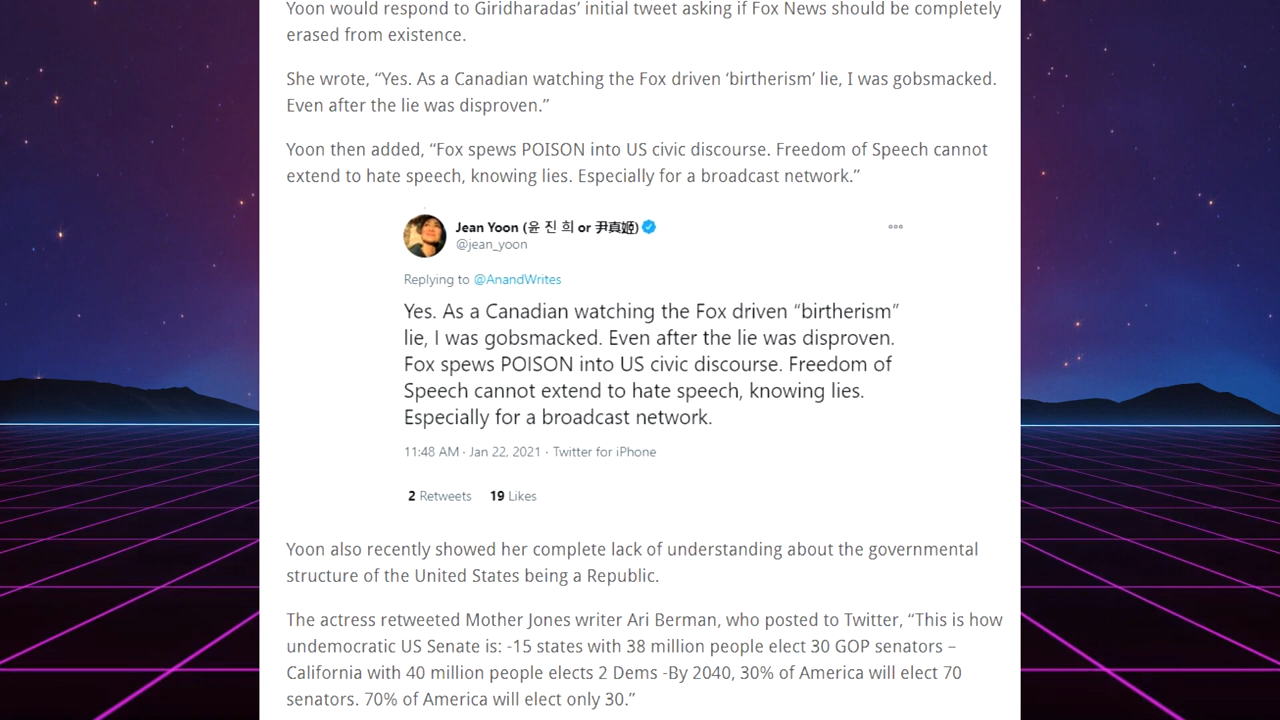 Yoon would respond to Giridharadas’ initial tweet asking if Fox News should be completely
erased from existence.
She wrote, “Yes. As a Canadian watching the Fox driven ‘birtherism’ lie, I was gobsmacked.
Even after the lie was disproven.”
Yoon then added, “Fox spews POISON into US civic discourse. Freedom of Speech cannot
extend to hate speech, knowing lies. Especially for a broadcast network.”
Jean Yoon (윤 진 희 or 尹真姬)
@jean_yoon
Replying to @AnandWrites
Yes. As a Canadian watching the Fox driven “birtherism”
lie, I was gobsmacked. Even after the lie was disproven.
Fox spews POISON into US civic discourse. Freedom of
Speech cannot extend to hate speech, knowing lies.
Especially for a broadcast network.
11:48 AM · Jan 22, 2021 · Twitter for iPhone
2 Retweets 19 Likes
Yoon also recently showed her complete lack of understanding about the governmental
structure of the United States being a Republic.
The actress retweeted Mother Jones writer Ari Berman, who posted to Twitter, “This is how
undemocratic US Senate is: -15 states with 38 million people elect 30 GOP senators –
California with 40 million people elects 2 Dems -By 2040, 30% of America will elect 70
senators. 70% of America will elect only 30.”